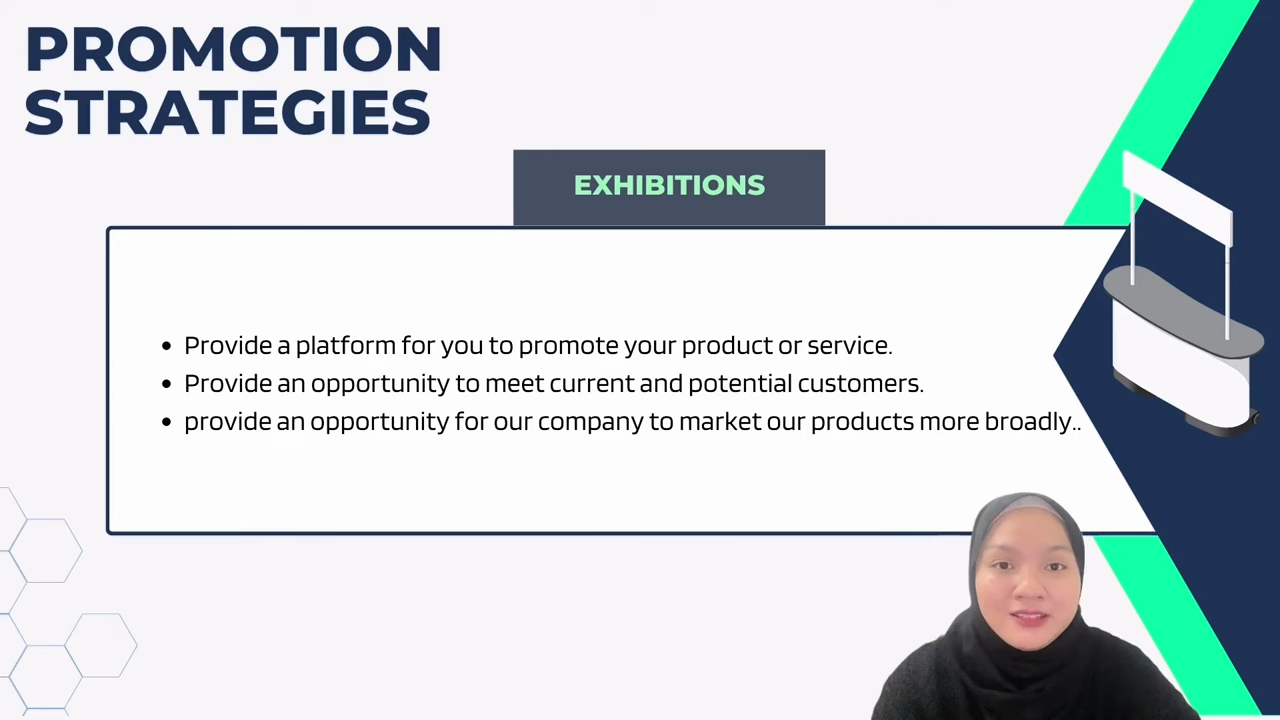 PROMOTION
STRATEGIES
EXHIBITIONS
• Provide a platform for you to promote your product or service.
• Provide an opportunity to meet current and potential customers.
• provide an opportunity for our company to market our products more broadly..